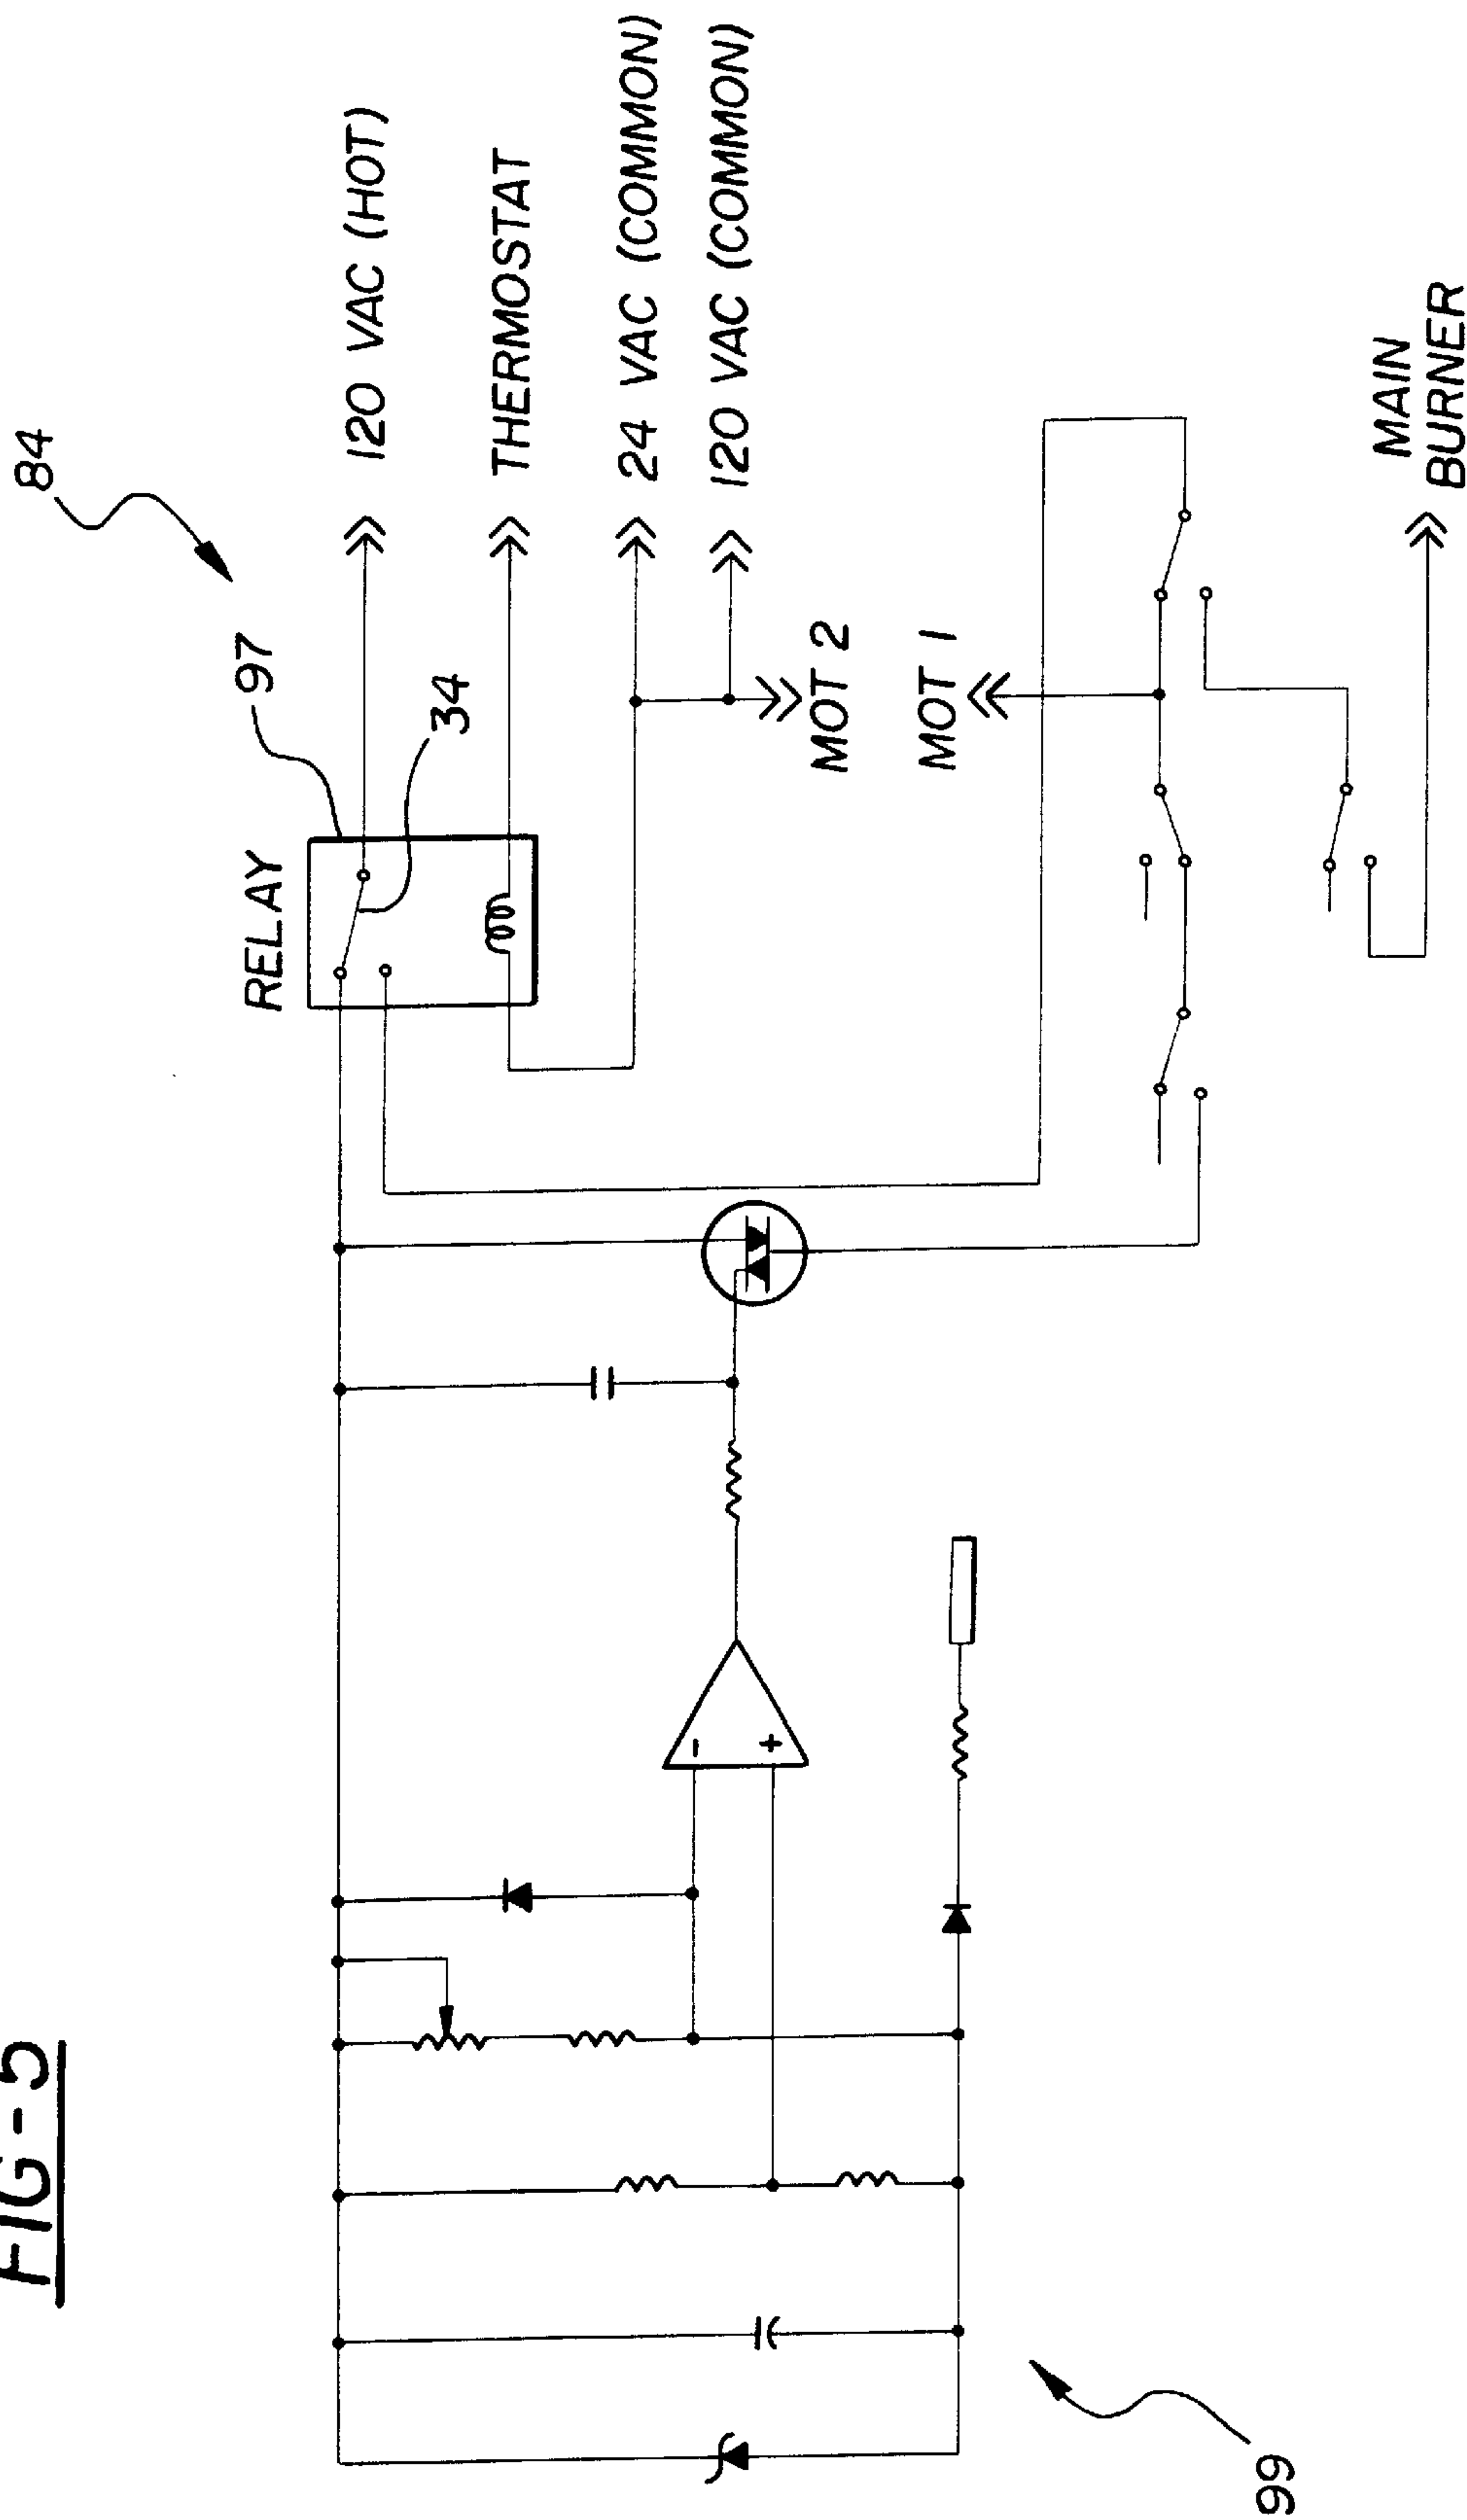 FIG-5
84
97
34
RELAY
120 VAC (HOT)
THERMOSTAT
24 VAC (COMMON)
120 VAC (COMMON)
MOT 2
MOT 1
MAIN
BURNER
-
+
99